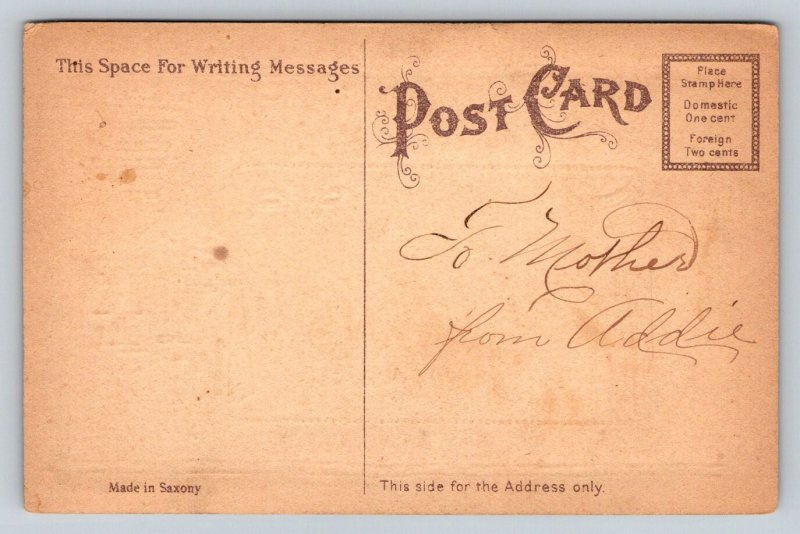 This Space For Writing Messages
POST CARD
Place
Stamp Here
Domestic
One cent
Foreign
Two cents
To Mother
from Addie
Made in Saxony
This side for the Address only.